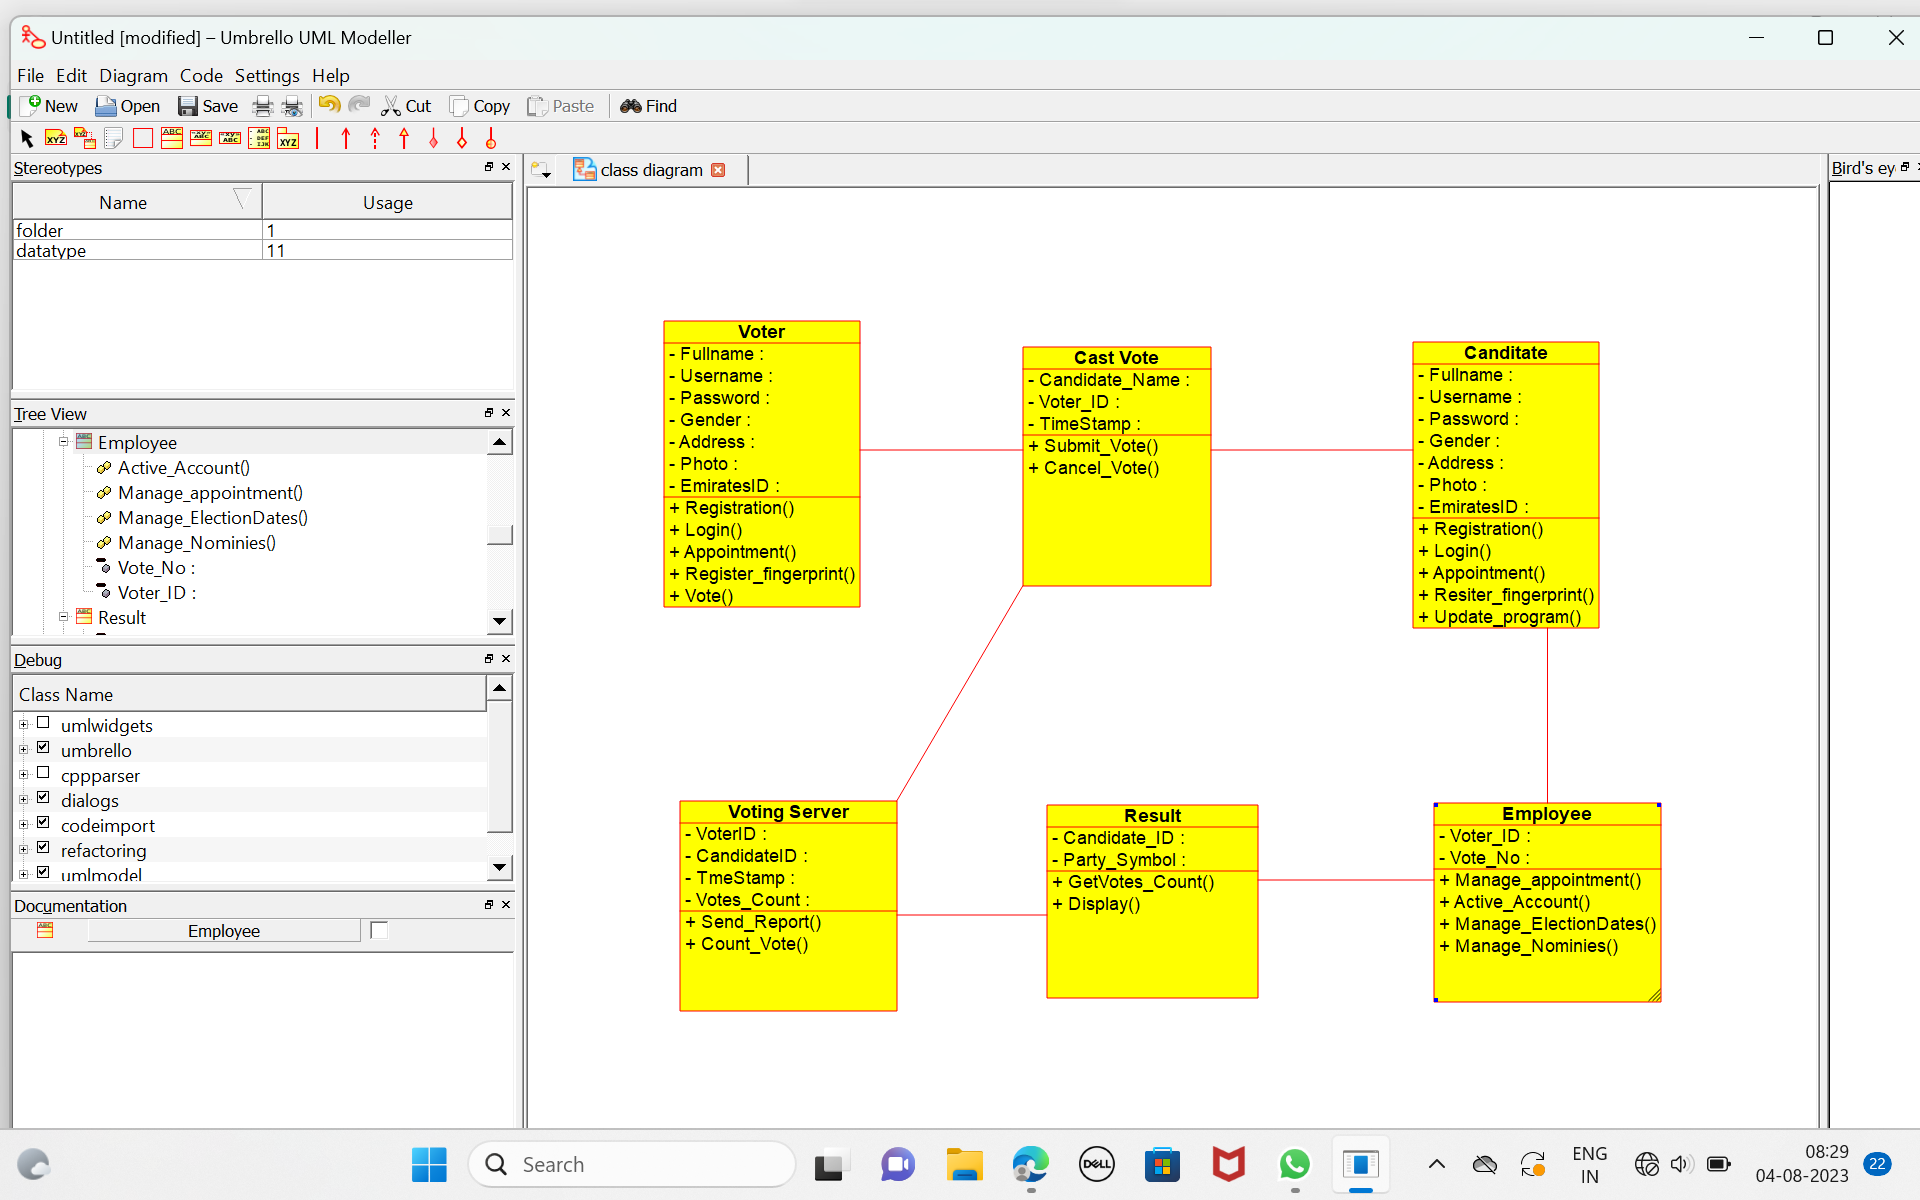 Untitled [modified] – Umbrello UML Modeller
File Edit Diagram Code Settings Help
New Open Save Cut Copy Paste Find
Stereotypes
Name Usage
folder 1
datatype 11
Tree View
Employee
Active_Account()
Manage_appointment()
Manage_ElectionDates()
Manage_Nominies()
Vote_No :
Voter_ID :
Result
Debug
Class Name
umlwidgets
umbrello
cppparser
dialogs
codeimport
refactoring
umlmodel
Documentation
Employee
class diagram
Bird's ey
Voter
- Fullname :
- Username :
- Password :
- Gender :
- Address :
- Photo :
- EmiratesID :
+ Registration()
+ Login()
+ Appointment()
+ Register_fingerprint()
+ Vote()
Cast Vote
- Candidate_Name :
- Voter_ID :
- TimeStamp :
+ Submit_Vote()
+ Cancel_Vote()
Canditate
- Fullname :
- Username :
- Password :
- Gender :
- Address :
- Photo :
- EmiratesID :
+ Registration()
+ Login()
+ Appointment()
+ Resiter_fingerprint()
+ Update_program()
Voting Server
- VoterID :
- CandidateID :
- TmeStamp :
- Votes_Count :
+ Send_Report()
+ Count_Vote()
Result
- Candidate_ID :
- Party_Symbol :
+ GetVotes_Count()
+ Display()
Employee
- Voter_ID :
- Vote_No :
+ Manage_appointment()
+ Active_Account()
+ Manage_ElectionDates()
+ Manage_Nominies()
Search
DELL
ENG
IN
08:29
04-08-2023
22